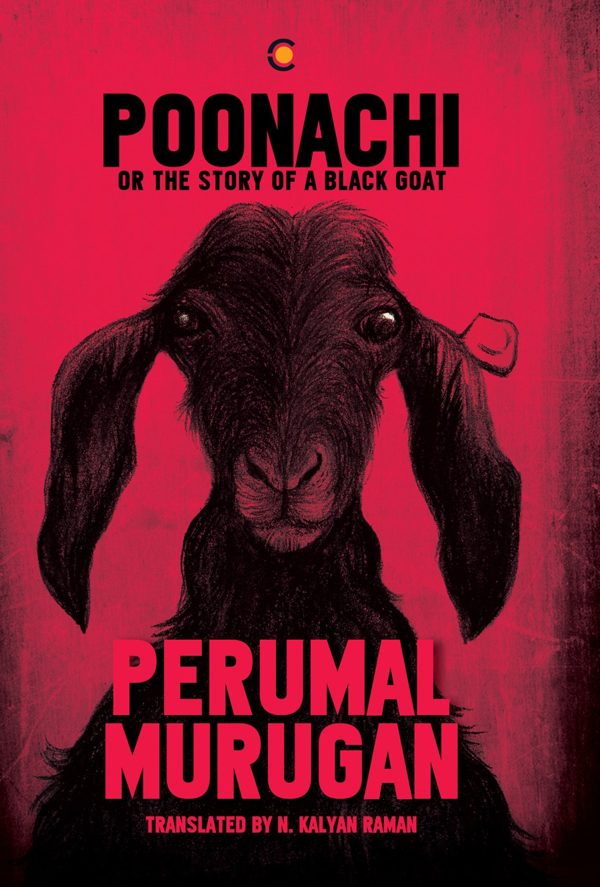 POONACHI
OR THE STORY OF A BLACK GOAT
PERUMAL
MURUGAN
TRANSLATED BY N. KALYAN RAMAN